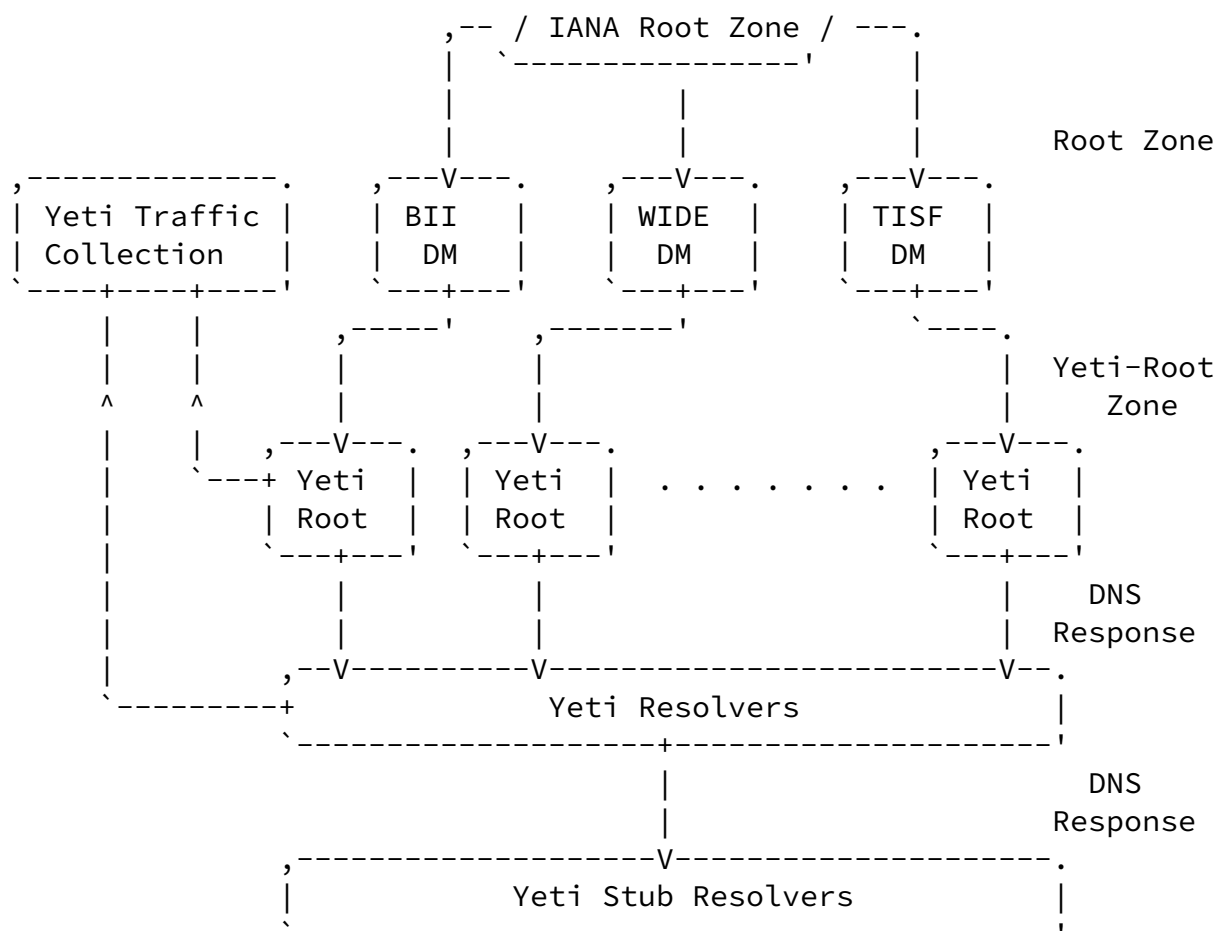 / IANA Root Zone /
Root Zone
Yeti Traffic BII WIDE TISF
Collection DM DM DM
Yeti-Root
Zone
Yeti Yeti . . . . . . . Yeti
Root Root Root
DNS
Response
Yeti Resolvers
DNS
Response
Yeti Stub Resolvers